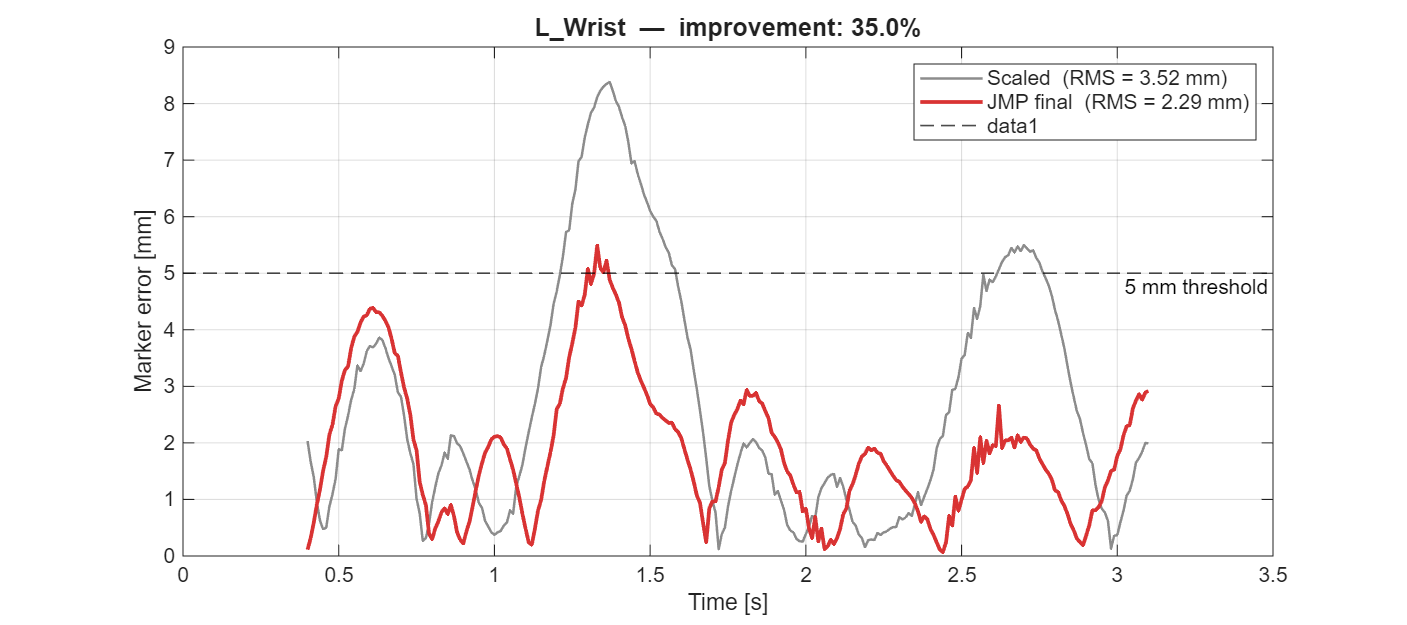 L_Wrist — improvement: 35.0%
Scaled (RMS = 3.52 mm)
JMP final (RMS = 2.29 mm)
data1
5 mm threshold
Marker error [mm]
9
8
7
6
5
4
3
2
1
0
0 0.5 1 1.5 2 2.5 3 3.5
Time [s]